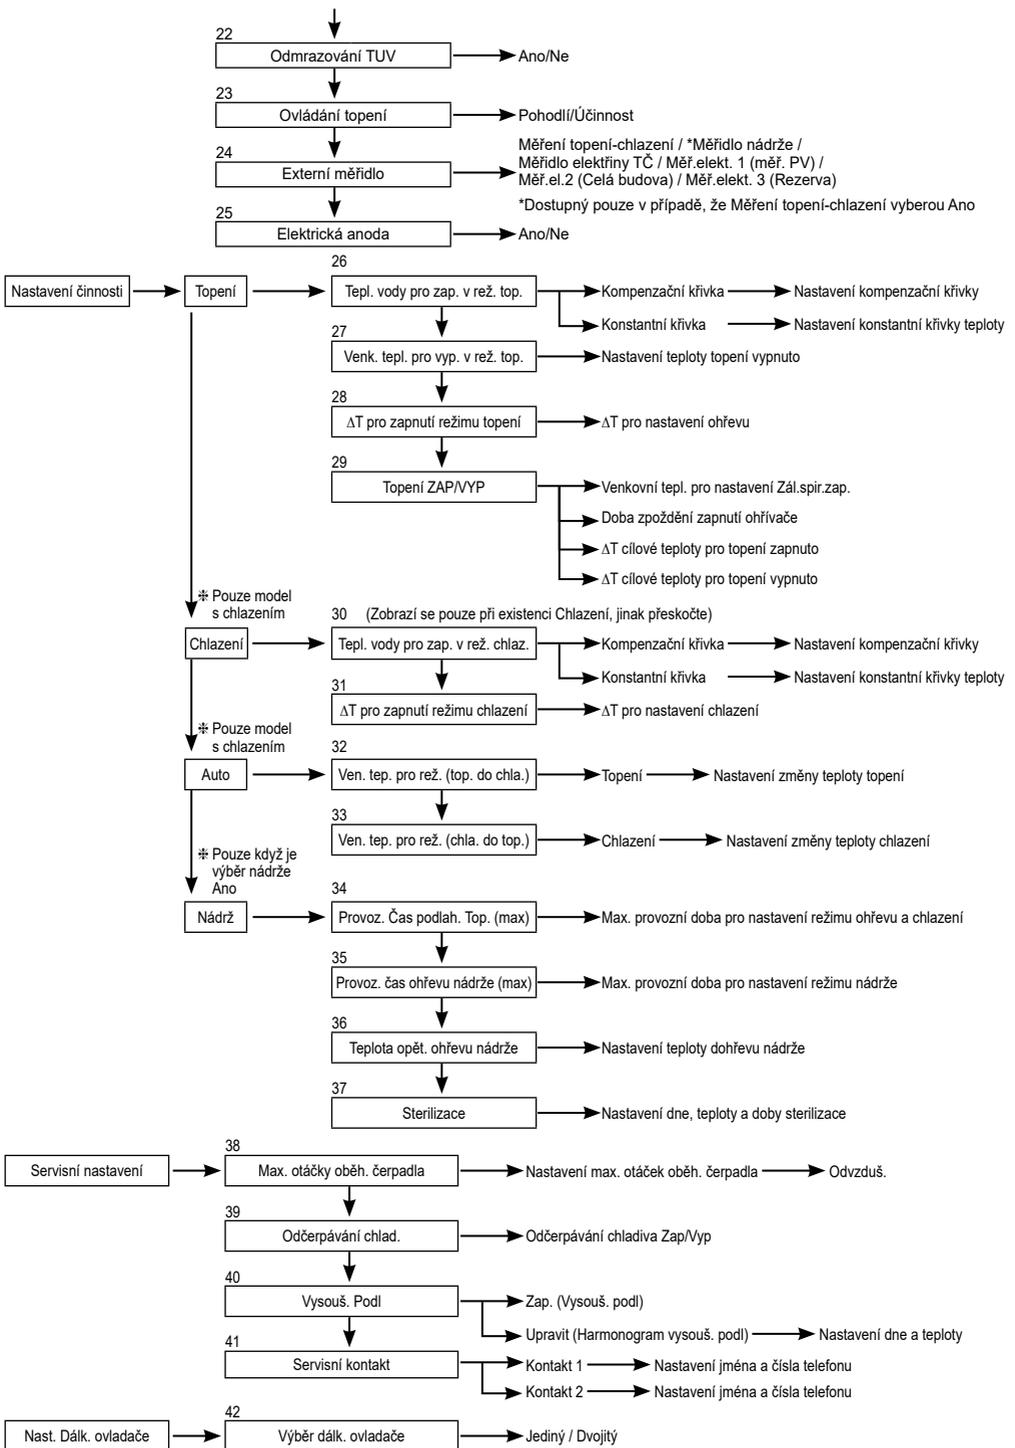 22
Odmrazování TUV
Ano/Ne
23
Ovládání topení
Pohodlí/Účinnost
24
Externí měřidlo
Měření topení-chlazení / *Měřidlo nádrže /
Měřidlo elektřiny TČ / Měř.elekt. 1 (měř. PV) /
Měř.el.2 (Celá budova) / Měř.elekt. 3 (Rezerva)
*Dostupný pouze v případě, že Měření topení-chlazení vyberou Ano
25
Elektrická anoda
Ano/Ne
Nastavení činnosti
Topení
26
Tepl. vody pro zap. v rež. top.
Kompenzační křivka
Nastavení kompenzační křivky
Konstantní křivka
Nastavení konstantní křivky teploty
27
Venk. tepl. pro vyp. v rež. top.
Nastavení teploty topení vypnuto
28
∆T pro zapnutí režimu topení
∆T pro nastavení ohřevu
29
Topení ZAP/VYP
Venkovní tepl. pro nastavení Zál.spir.zap.
Doba zpoždění zapnutí ohřívače
∆T cílové teploty pro topení zapnuto
∆T cílové teploty pro topení vypnuto
⁜ Pouze model
s chlazením
Chlazení
30 (Zobrazí se pouze při existenci Chlazení, jinak přeskočte)
Tepl. vody pro zap. v rež. chlaz.
Kompenzační křivka
Nastavení kompenzační křivky
Konstantní křivka
Nastavení konstantní křivky teploty
31
∆T pro zapnutí režimu chlazení
∆T pro nastavení chlazení
⁜ Pouze model
s chlazením
Auto
32
Ven. tep. pro rež. (top. do chla.)
Topení
Nastavení změny teploty topení
33
Ven. tep. pro rež. (chla. do top.)
Chlazení
Nastavení změny teploty chlazení
⁜ Pouze když je
výběr nádrže
Ano
Nádrž
34
Provoz. Čas podlah. Top. (max)
Max. provozní doba pro nastavení režimu ohřevu a chlazení
35
Provoz. čas ohřevu nádrže (max)
Max. provozní doba pro nastavení režimu nádrže
36
Teplota opět. ohřevu nádrže
Nastavení teploty dohřevu nádrže
37
Sterilizace
Nastavení dne, teploty a doby sterilizace
Servisní nastavení
38
Max. otáčky oběh. čerpadla
Nastavení max. otáček oběh. čerpadla
Odvzduš.
39
Odčerpávání chlad.
Odčerpávání chladiva Zap/Vyp
40
Vysouš. Podl
Zap. (Vysouš. podl)
Upravit (Harmonogram vysouš. podl)
Nastavení dne a teploty
41
Servisní kontakt
Kontakt 1
Nastavení jména a čísla telefonu
Kontakt 2
Nastavení jména a čísla telefonu
Nast. Dálk. ovladače
42
Výběr dálk. ovladače
Jediný / Dvojitý